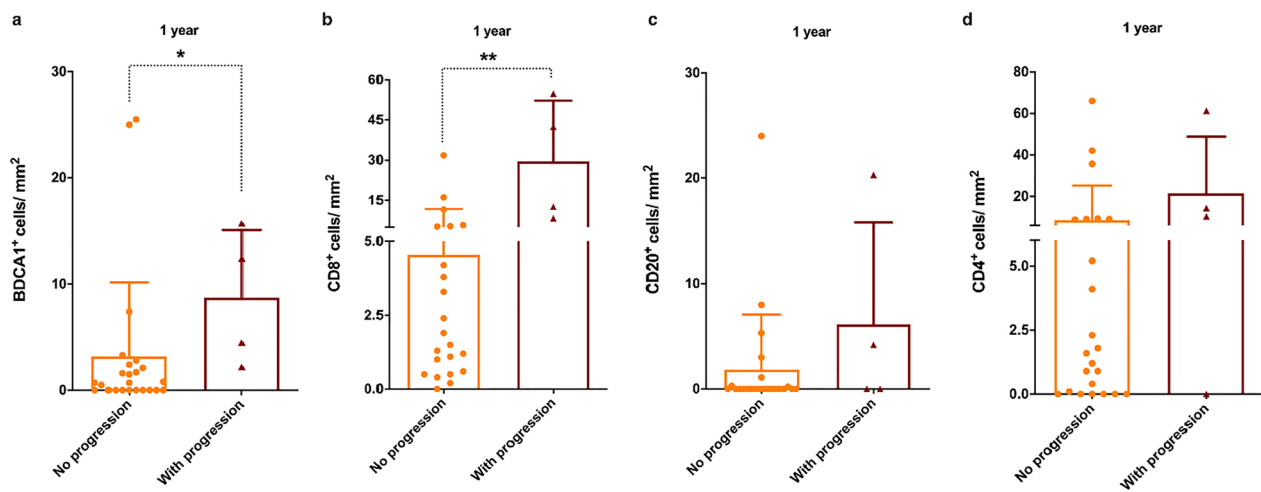 a
1 year
*
BDCA1⁺ cells/ mm²
30
20
10
0
No progression
With progression
b
1 year
**
CD8⁺ cells/ mm²
60
45
30
15
5.0
2.5
0.0
No progression
With progression
c
1 year
CD20⁺ cells/ mm²
30
20
10
0
No progression
With progression
d
1 year
CD4⁺ cells/ mm²
80
60
40
20
5.0
2.5
0.0
No progression
With progression